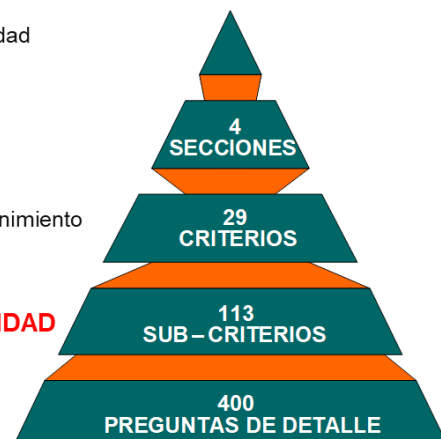 dad
4
SECCIONES
nimiento
29
CRITERIOS
IDAD
113
SUB – CRITERIOS
400
PREGUNTAS DE DETALLE